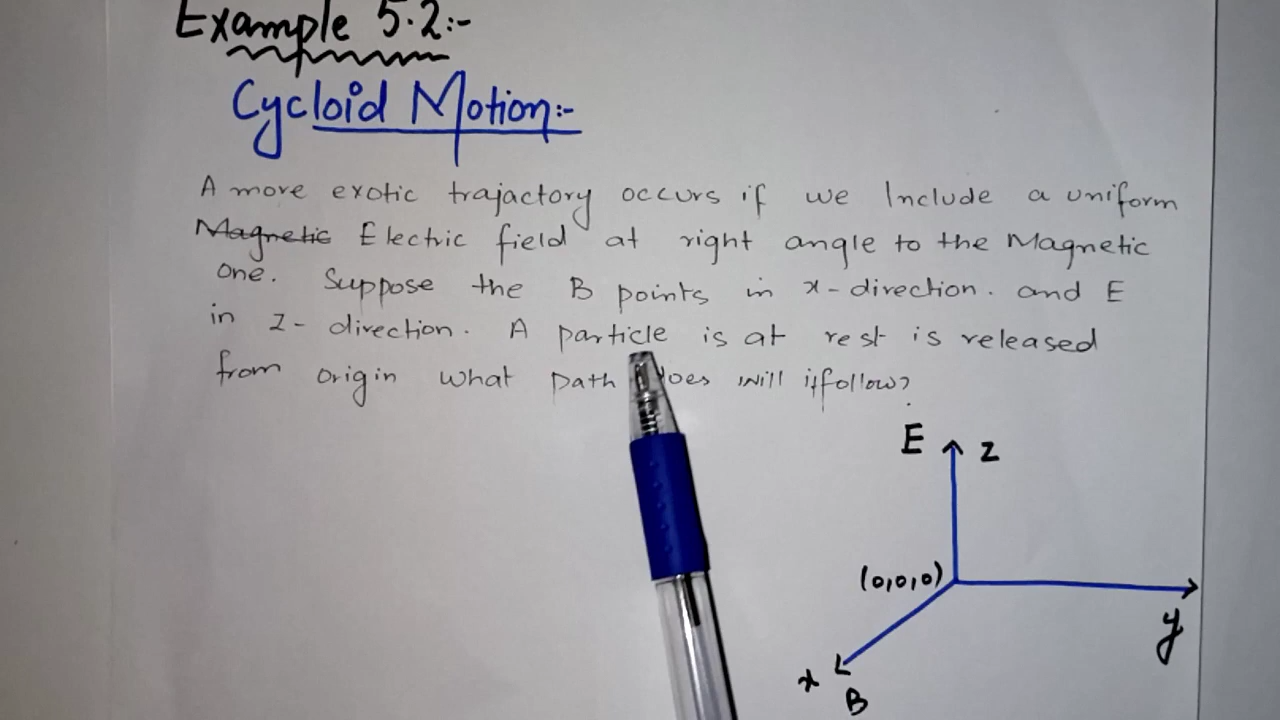 Example 5.2:-
Cycloid Motion:-
A more exotic trajactory occurs if we Include a uniform
Magnetic Electric field at right angle to the Magnetic
one. Suppose the B points in x-direction. and E
in z-direction. A particle is at rest is released
from origin what path does will it follow?
E z
(0,0,0)
y
x
B